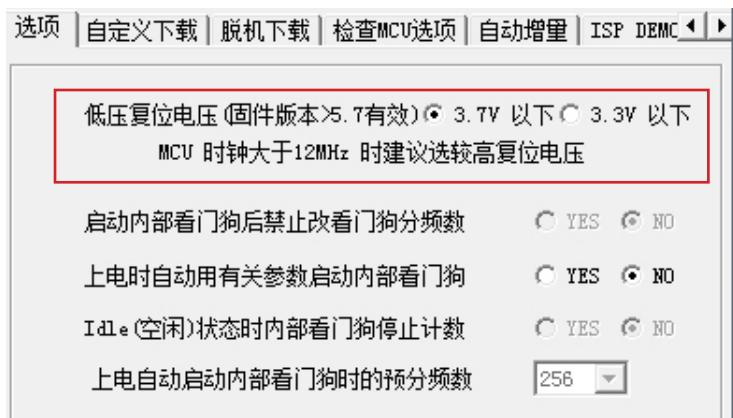 选项 自定义下载 脱机下载 检查MCU选项 自动增量 ISP DEMO
低压复位电压(固件版本>5.7有效) 3.7V 以下 3.3V 以下
MCU 时钟大于12MHz 时建议选较高复位电压
启动内部看门狗后禁止改看门狗分频数 YES NO
上电时自动用有关参数启动内部看门狗 YES NO
Idle(空闲)状态时内部看门狗停止计数 YES NO
上电自动启动内部看门狗时的预分频数 256